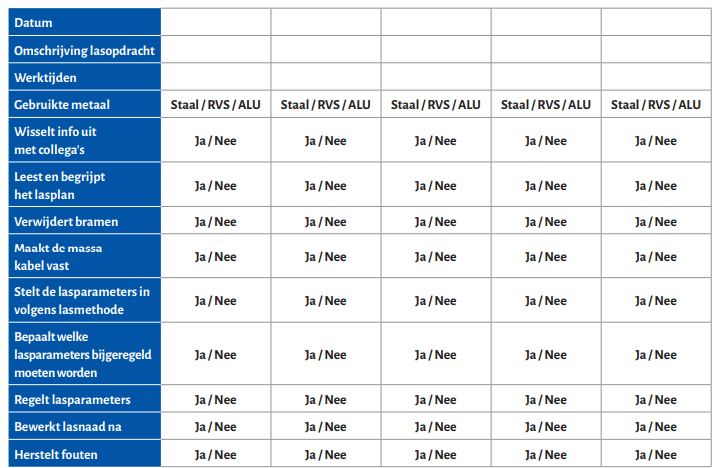 Datum
Omschrijving lasopdracht
Werktijden
Gebruikte metaal Staal / RVS / ALU Staal / RVS / ALU Staal / RVS / ALU Staal / RVS / ALU Staal / RVS / ALU
Wisselt info uit
met collega's Ja / Nee Ja / Nee Ja / Nee Ja / Nee Ja / Nee
Leest en begrijpt
het lasplan Ja / Nee Ja / Nee Ja / Nee Ja / Nee Ja / Nee
Verwijdert bramen Ja / Nee Ja / Nee Ja / Nee Ja / Nee Ja / Nee
Maakt de massa
kabel vast Ja / Nee Ja / Nee Ja / Nee Ja / Nee Ja / Nee
Stelt de lasparameters in
volgens lasmethode Ja / Nee Ja / Nee Ja / Nee Ja / Nee Ja / Nee
Bepaalt welke
lasparameters bijgeregeld Ja / Nee Ja / Nee Ja / Nee Ja / Nee Ja / Nee
moeten worden
Regelt lasparameters Ja / Nee Ja / Nee Ja / Nee Ja / Nee Ja / Nee
Bewerkt lasnaad na Ja / Nee Ja / Nee Ja / Nee Ja / Nee Ja / Nee
Herstelt fouten Ja / Nee Ja / Nee Ja / Nee Ja / Nee Ja / Nee